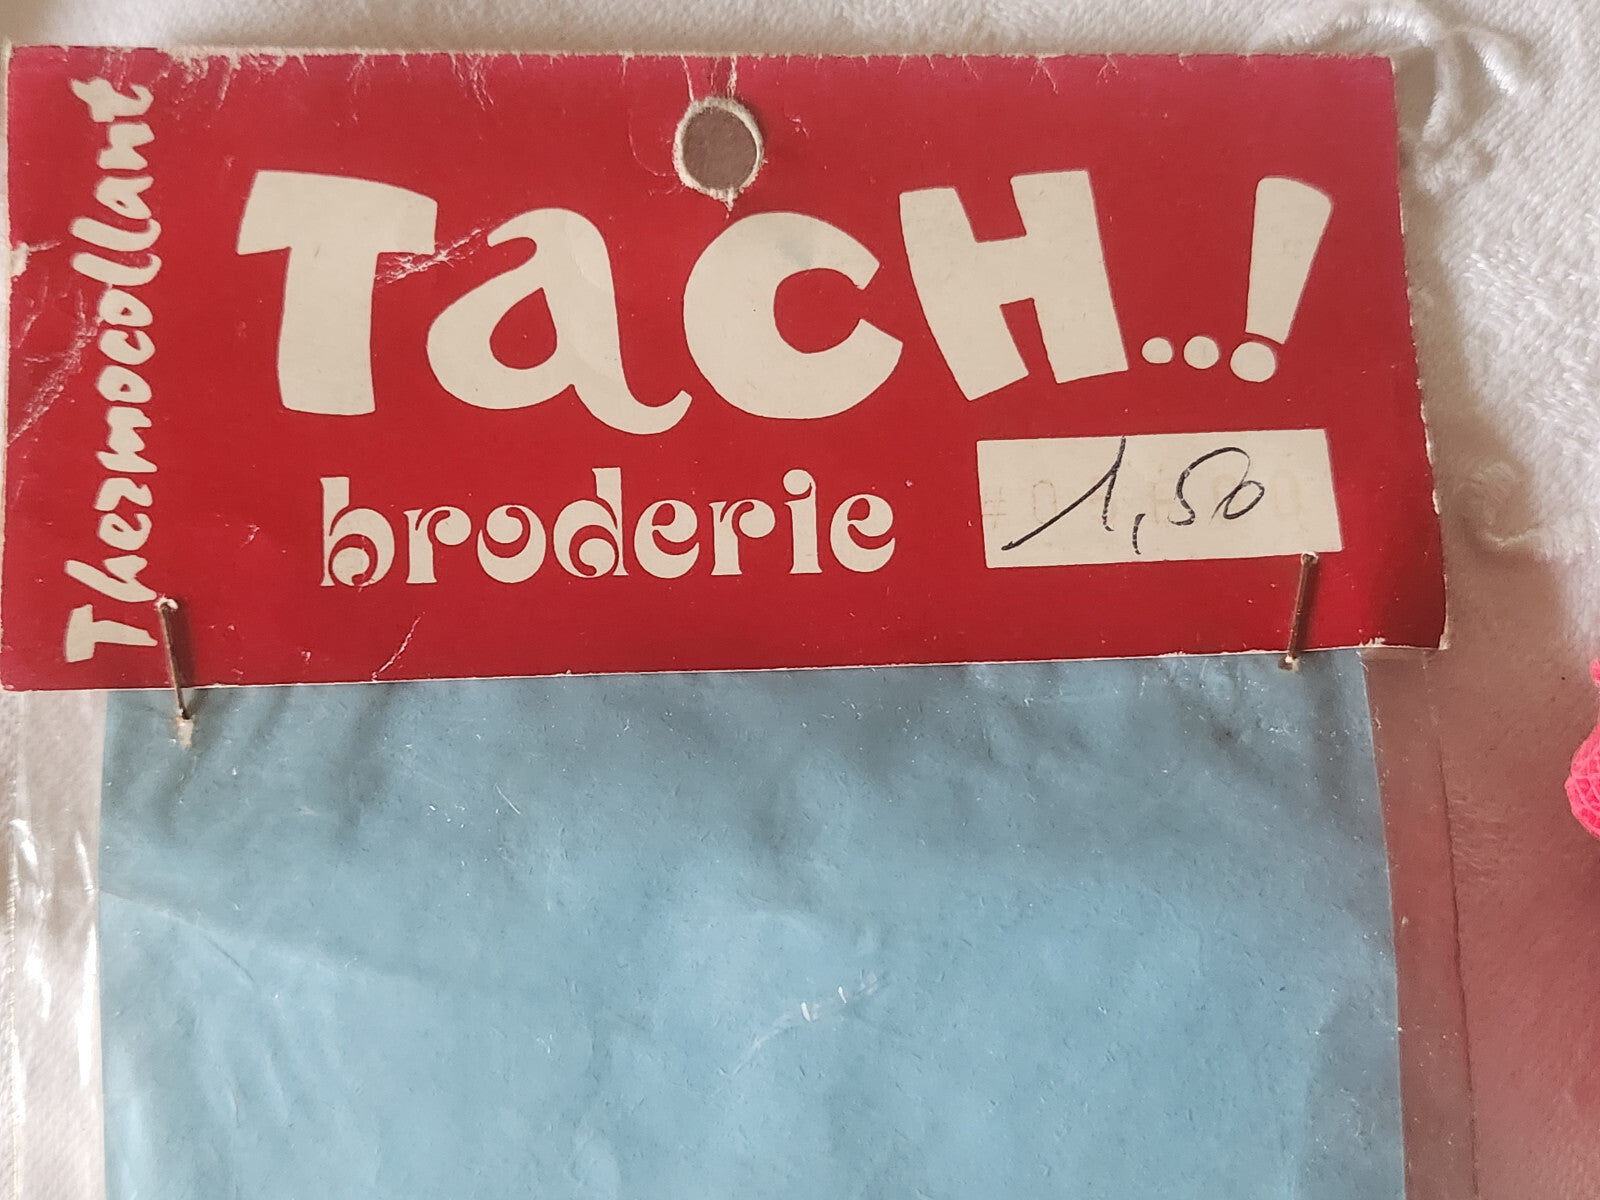 Thermocollant
TacH..!
broderie
1,50